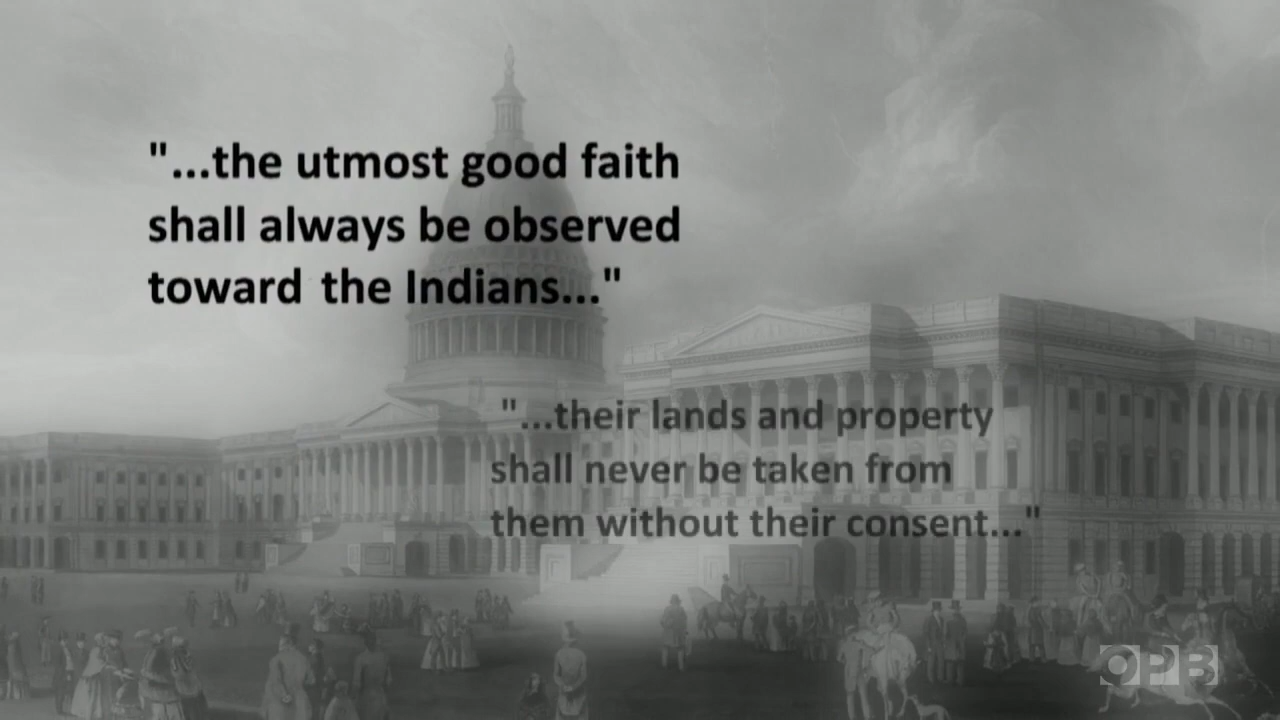 "...the utmost good faith
shall always be observed
toward the Indians..."
"...their lands and property
shall never be taken from
them without their consent..."
OPB